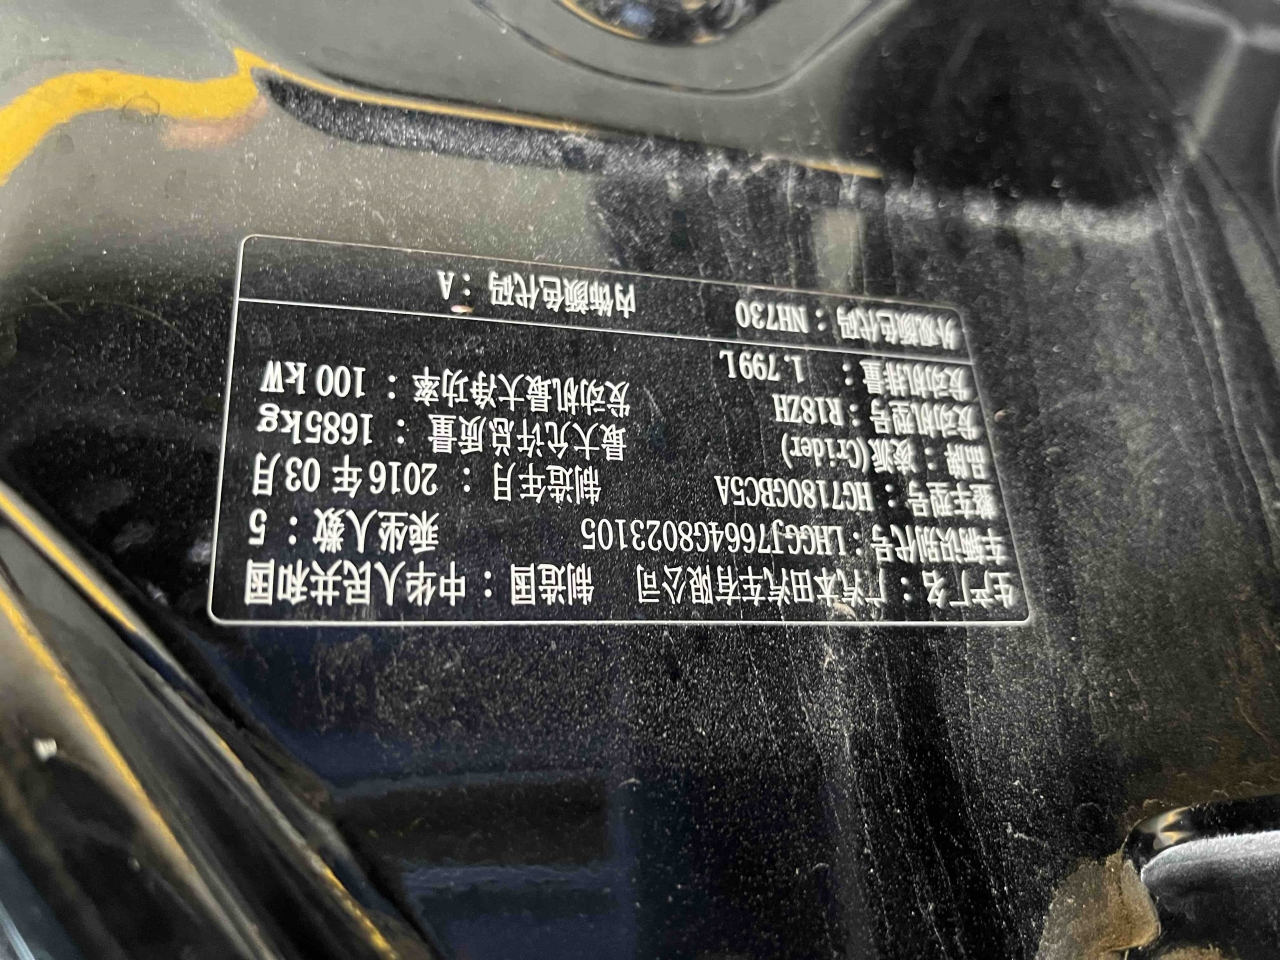 生产厂名：广汽本田汽车有限公司 制造国：中华人民共和国
车辆识别代号：LHGGJ7664G8023105 乘坐人数：5
整车型号：HG7180GBC5A 制造年月：2016年03月
品牌：凌派(Crider) 最大允许总质量：1685kg
发动机型号：R18ZH 发动机最大净功率：100kW
发动机排量：1.799L
外观颜色代码：NH730 内饰颜色代码：A